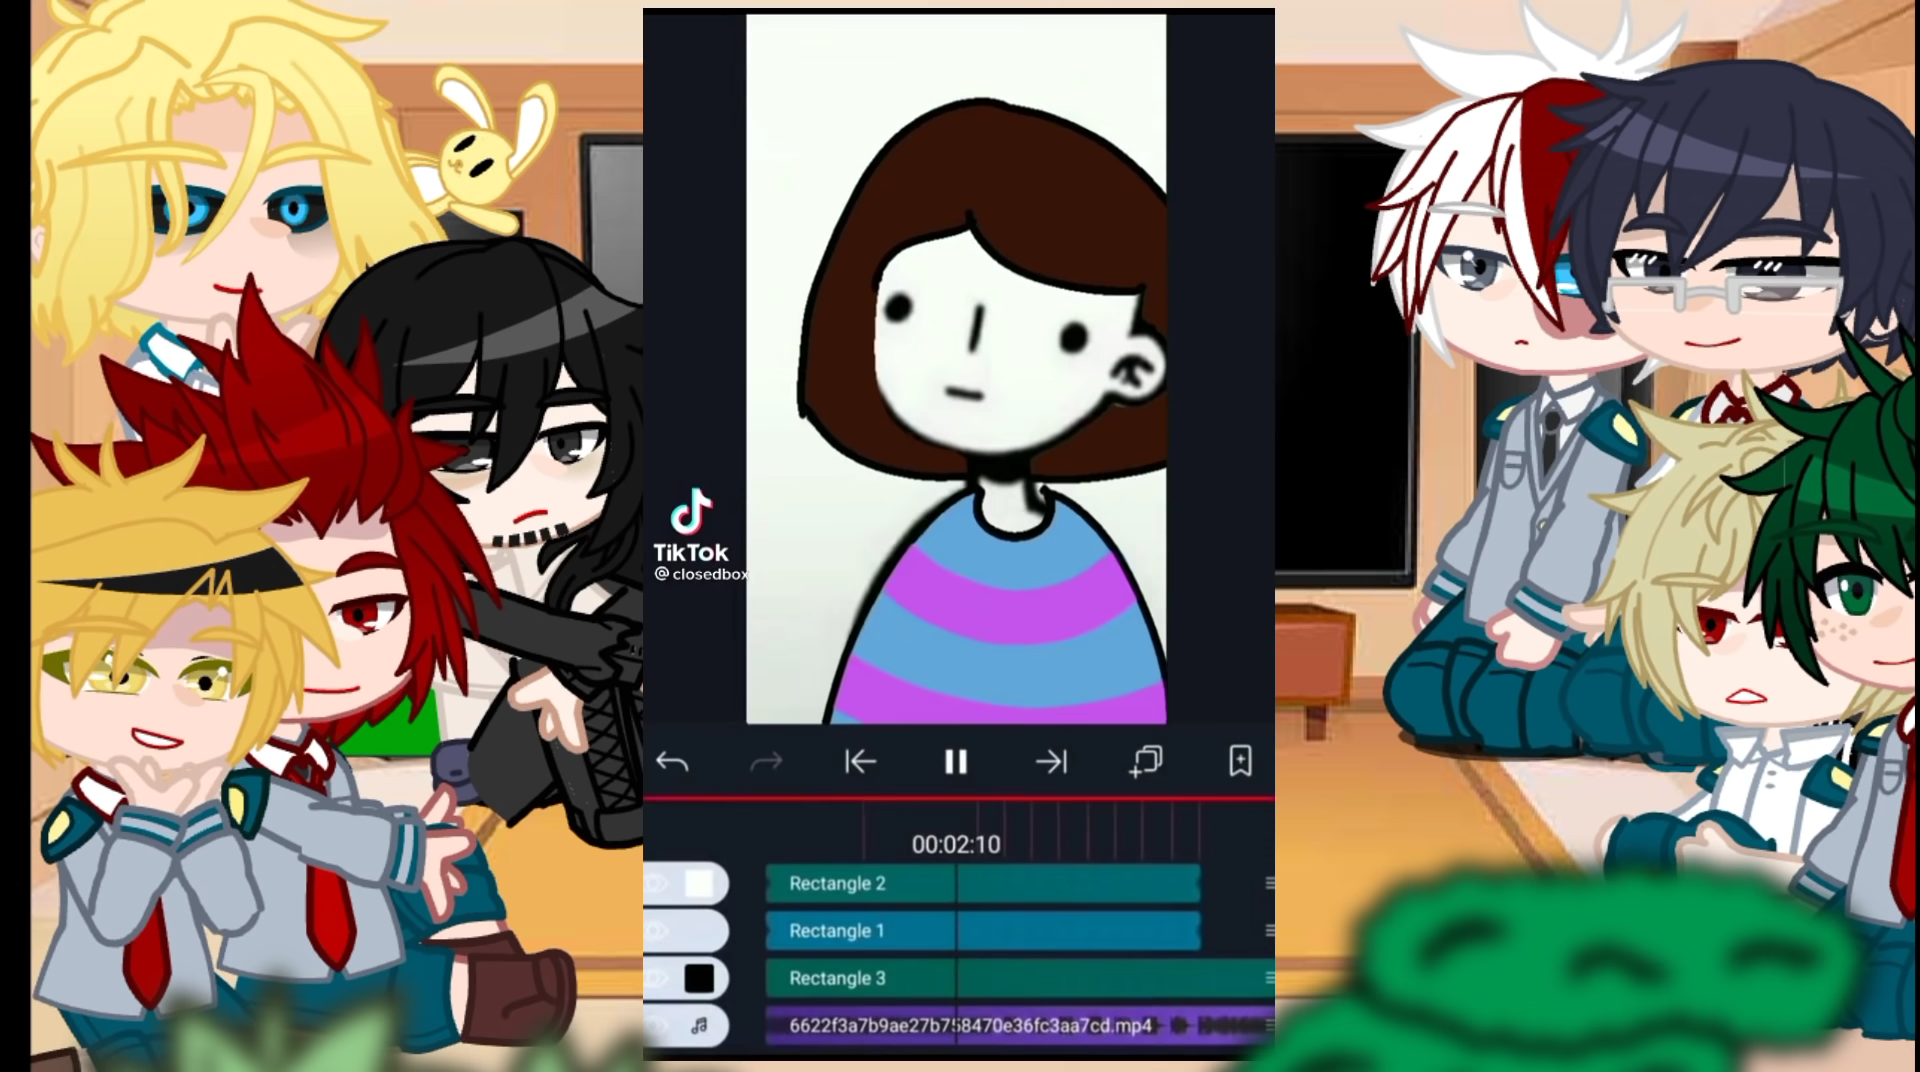 TikTok
@closedbox
00:02:10
Rectangle 2
Rectangle 1
Rectangle 3
6622f3a7b9ae27b758470e36fc3aa7cd.mp4